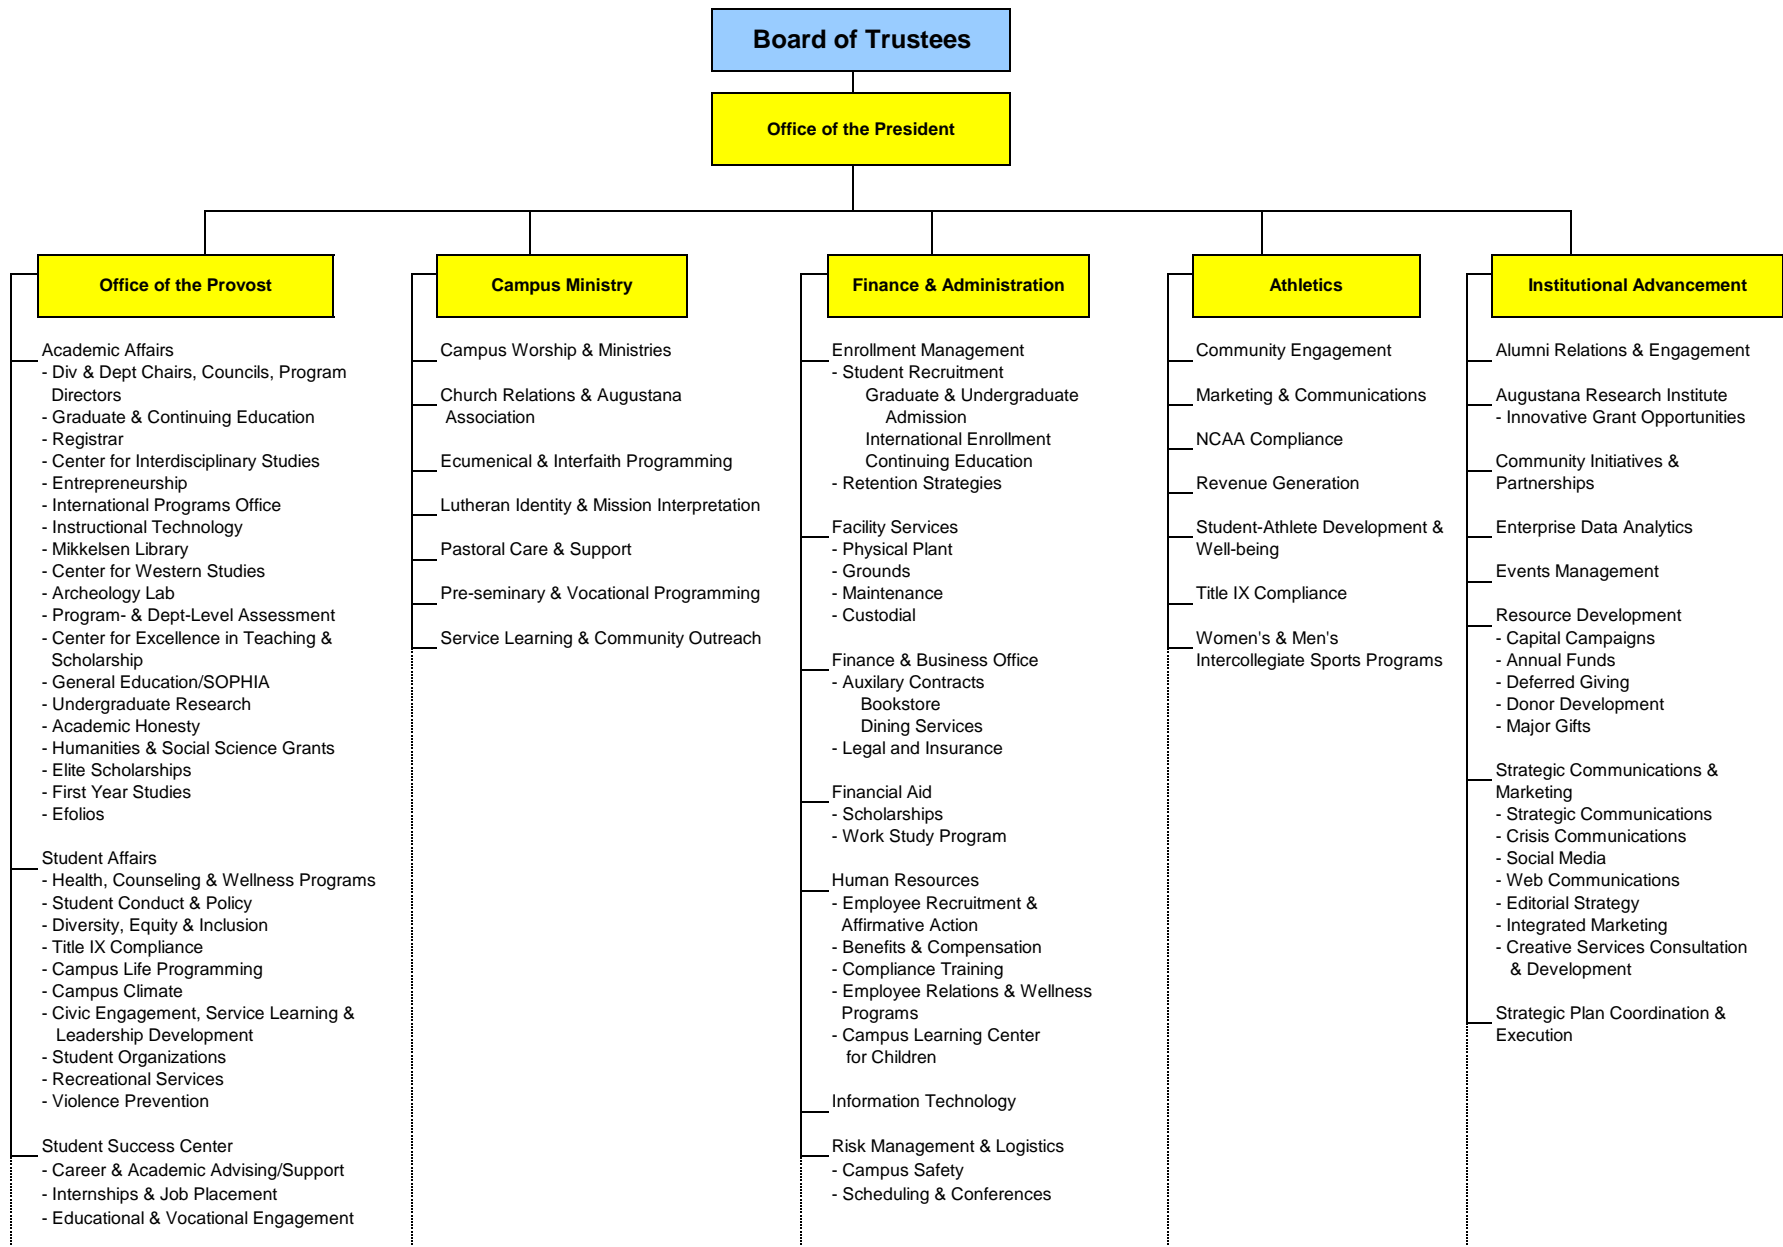 Board of Trustees
Office of the President
Office of the Provost
Academic Affairs
- Div & Dept Chairs, Councils, Program
Directors
- Graduate & Continuing Education
- Registrar
- Center for Interdisciplinary Studies
- Entrepreneurship
- International Programs Office
- Instructional Technology
- Mikkelsen Library
- Center for Western Studies
- Archeology Lab
- Program- & Dept-Level Assessment
- Center for Excellence in Teaching &
Scholarship
- General Education/SOPHIA
- Undergraduate Research
- Academic Honesty
- Humanities & Social Science Grants
- Elite Scholarships
- First Year Studies
- Efolios
Student Affairs
- Health, Counseling & Wellness Programs
- Student Conduct & Policy
- Diversity, Equity & Inclusion
- Title IX Compliance
- Campus Life Programming
- Campus Climate
- Civic Engagement, Service Learning &
Leadership Development
- Student Organizations
- Recreational Services
- Violence Prevention
Student Success Center
- Career & Academic Advising/Support
- Internships & Job Placement
- Educational & Vocational Engagement
Campus Ministry
Campus Worship & Ministries
Church Relations & Augustana
Association
Ecumenical & Interfaith Programming
Lutheran Identity & Mission Interpretation
Pastoral Care & Support
Pre-seminary & Vocational Programming
Service Learning & Community Outreach
Finance & Administration
Enrollment Management
- Student Recruitment
Graduate & Undergraduate
Admission
International Enrollment
Continuing Education
- Retention Strategies
Facility Services
- Physical Plant
- Grounds
- Maintenance
- Custodial
Finance & Business Office
- Auxilary Contracts
Bookstore
Dining Services
- Legal and Insurance
Financial Aid
- Scholarships
- Work Study Program
Human Resources
- Employee Recruitment &
Affirmative Action
- Benefits & Compensation
- Compliance Training
- Employee Relations & Wellness
Programs
- Campus Learning Center
for Children
Information Technology
Risk Management & Logistics
- Campus Safety
- Scheduling & Conferences
Athletics
Community Engagement
Marketing & Communications
NCAA Compliance
Revenue Generation
Student-Athlete Development &
Well-being
Title IX Compliance
Women's & Men's
Intercollegiate Sports Programs
Institutional Advancement
Alumni Relations & Engagement
Augustana Research Institute
- Innovative Grant Opportunities
Community Initiatives &
Partnerships
Enterprise Data Analytics
Events Management
Resource Development
- Capital Campaigns
- Annual Funds
- Deferred Giving
- Donor Development
- Major Gifts
Strategic Communications &
Marketing
- Strategic Communications
- Crisis Communications
- Social Media
- Web Communications
- Editorial Strategy
- Integrated Marketing
- Creative Services Consultation
& Development
Strategic Plan Coordination &
Execution